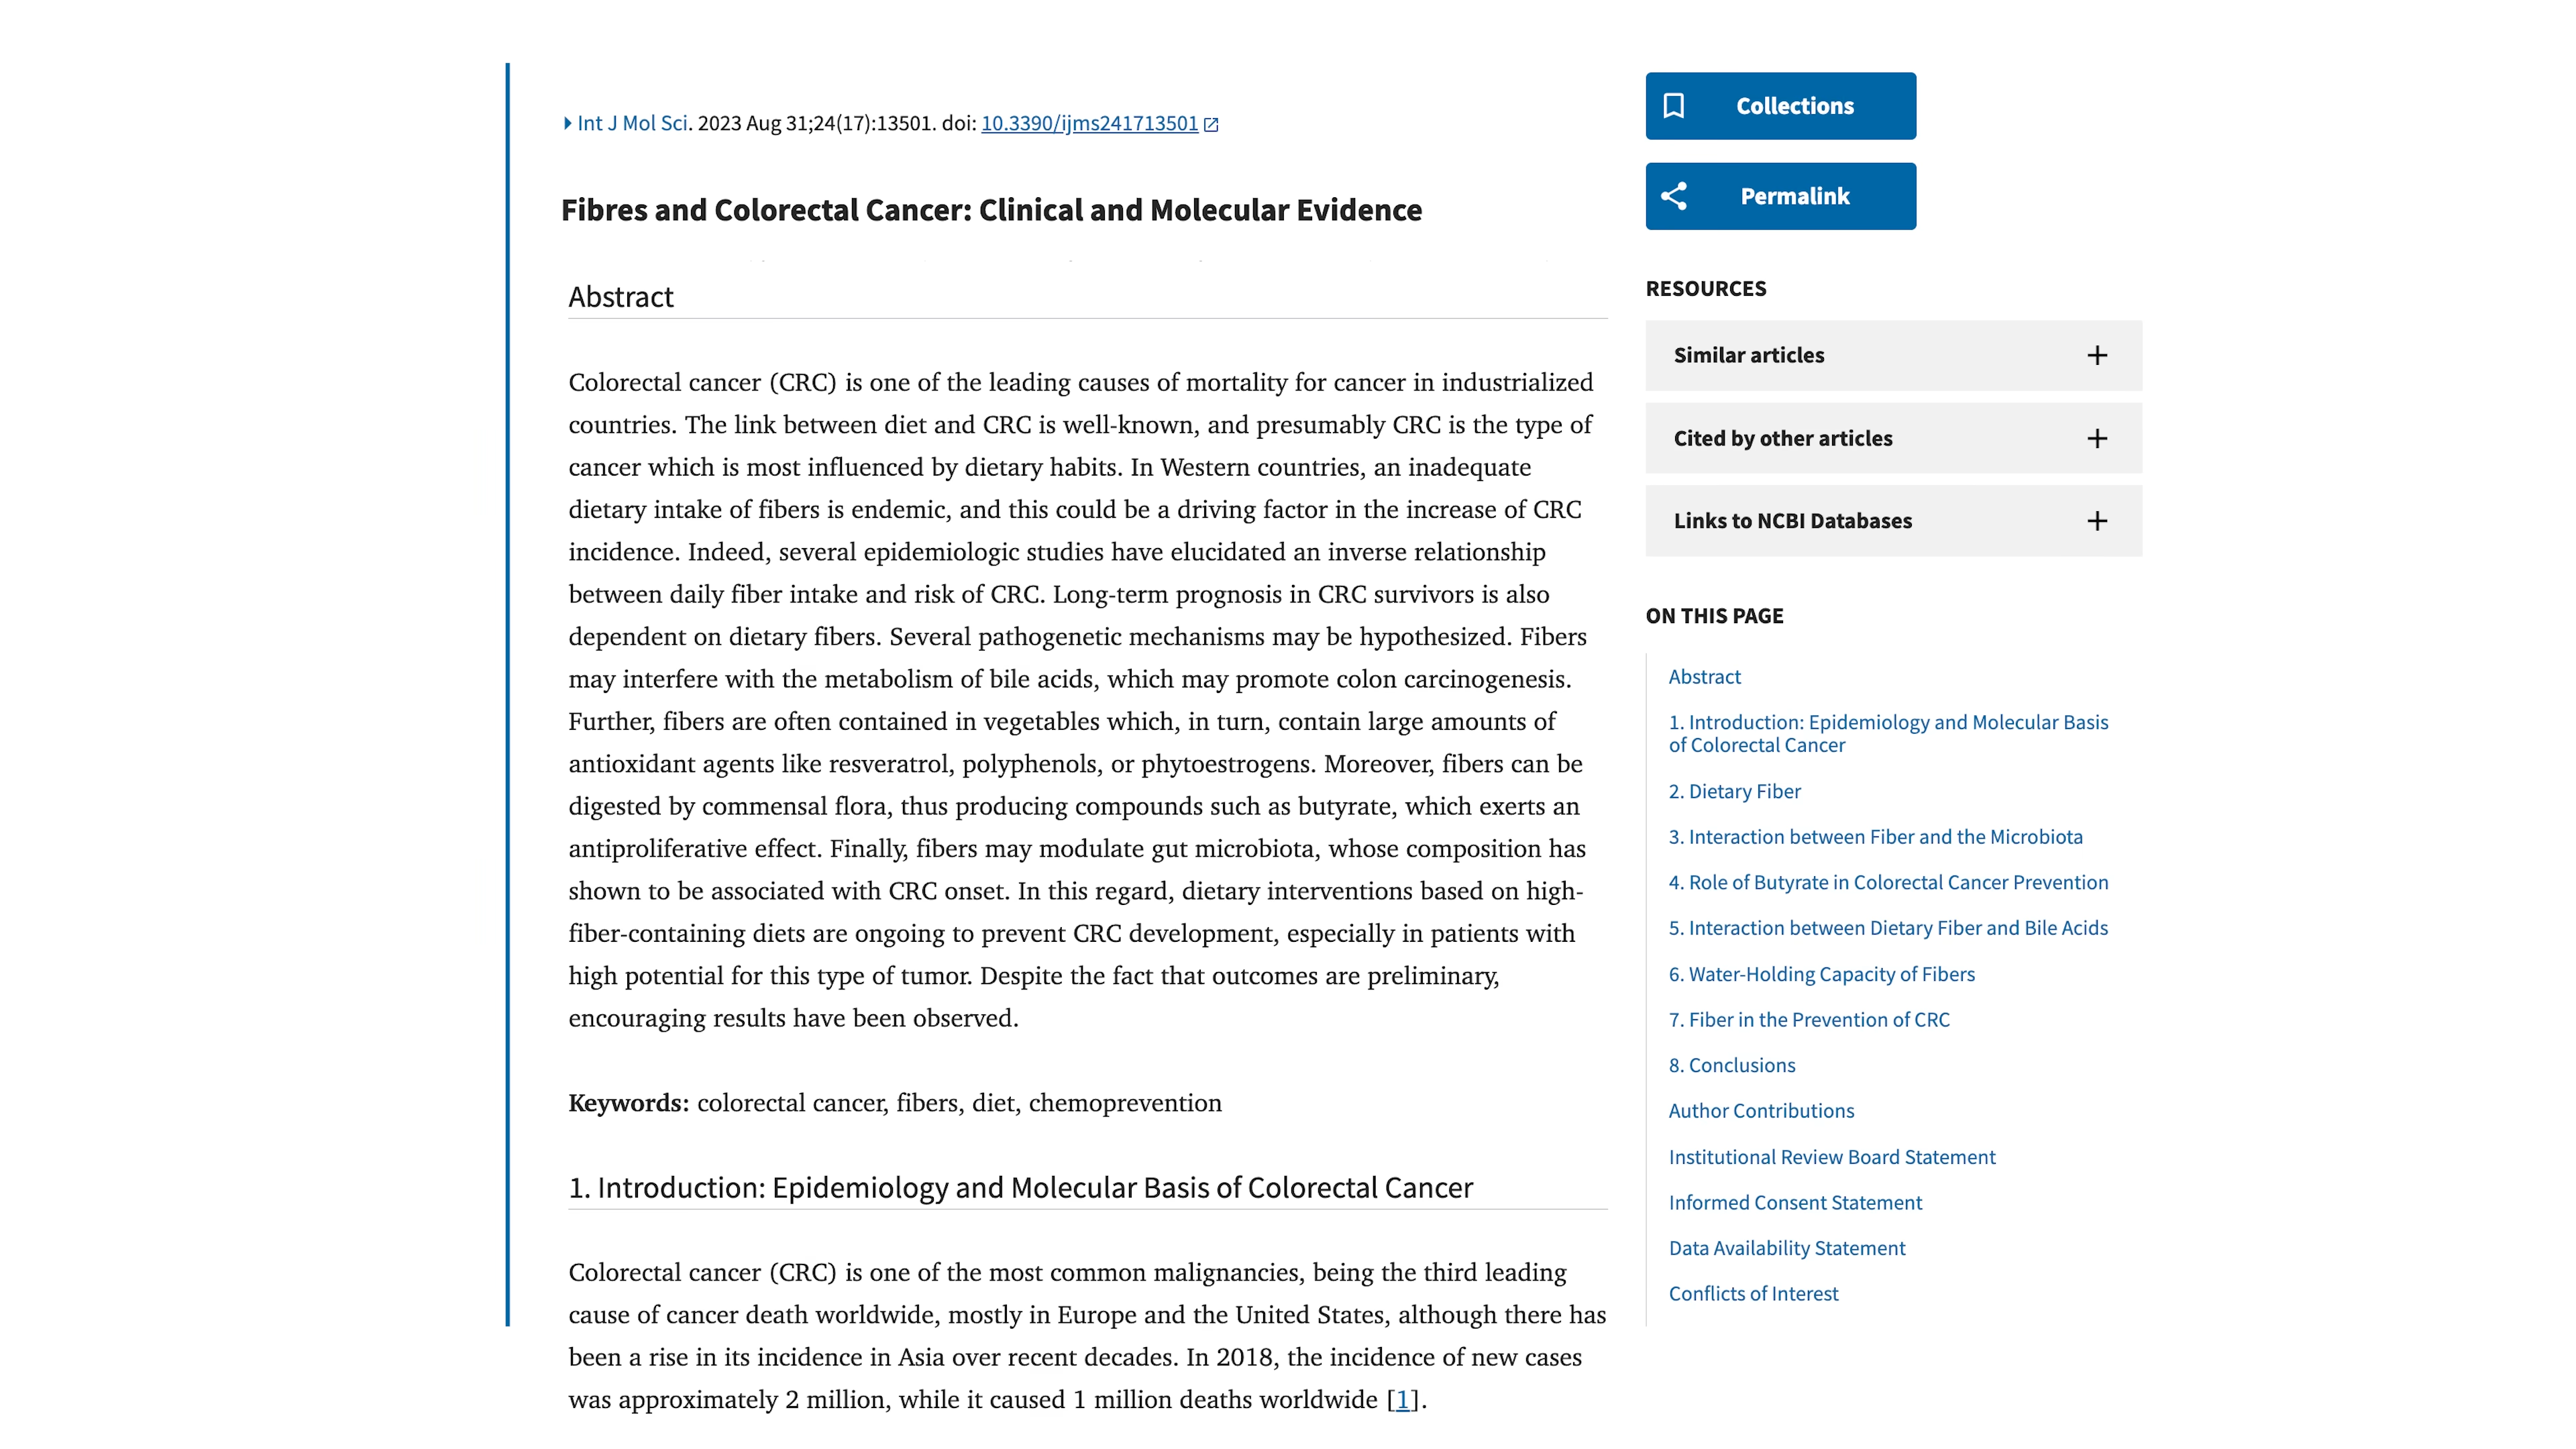 Int J Mol Sci. 2023 Aug 31;24(17):13501. doi: 10.3390/ijms241713501
Fibres and Colorectal Cancer: Clinical and Molecular Evidence
Abstract
Colorectal cancer (CRC) is one of the leading causes of mortality for cancer in industrialized
countries. The link between diet and CRC is well-known, and presumably CRC is the type of
cancer which is most influenced by dietary habits. In Western countries, an inadequate
dietary intake of fibers is endemic, and this could be a driving factor in the increase of CRC
incidence. Indeed, several epidemiologic studies have elucidated an inverse relationship
between daily fiber intake and risk of CRC. Long-term prognosis in CRC survivors is also
dependent on dietary fibers. Several pathogenetic mechanisms may be hypothesized. Fibers
may interfere with the metabolism of bile acids, which may promote colon carcinogenesis.
Further, fibers are often contained in vegetables which, in turn, contain large amounts of
antioxidant agents like resveratrol, polyphenols, or phytoestrogens. Moreover, fibers can be
digested by commensal flora, thus producing compounds such as butyrate, which exerts an
antiproliferative effect. Finally, fibers may modulate gut microbiota, whose composition has
shown to be associated with CRC onset. In this regard, dietary interventions based on high-
fiber-containing diets are ongoing to prevent CRC development, especially in patients with
high potential for this type of tumor. Despite the fact that outcomes are preliminary,
encouraging results have been observed.
Keywords: colorectal cancer, fibers, diet, chemoprevention
1. Introduction: Epidemiology and Molecular Basis of Colorectal Cancer
Colorectal cancer (CRC) is one of the most common malignancies, being the third leading
cause of cancer death worldwide, mostly in Europe and the United States, although there has
been a rise in its incidence in Asia over recent decades. In 2018, the incidence of new cases
was approximately 2 million, while it caused 1 million deaths worldwide [1].
Collections
Permalink
RESOURCES
Similar articles
Cited by other articles
Links to NCBI Databases
ON THIS PAGE
Abstract
1. Introduction: Epidemiology and Molecular Basis
of Colorectal Cancer
2. Dietary Fiber
3. Interaction between Fiber and the Microbiota
4. Role of Butyrate in Colorectal Cancer Prevention
5. Interaction between Dietary Fiber and Bile Acids
6. Water-Holding Capacity of Fibers
7. Fiber in the Prevention of CRC
8. Conclusions
Author Contributions
Institutional Review Board Statement
Informed Consent Statement
Data Availability Statement
Conflicts of Interest